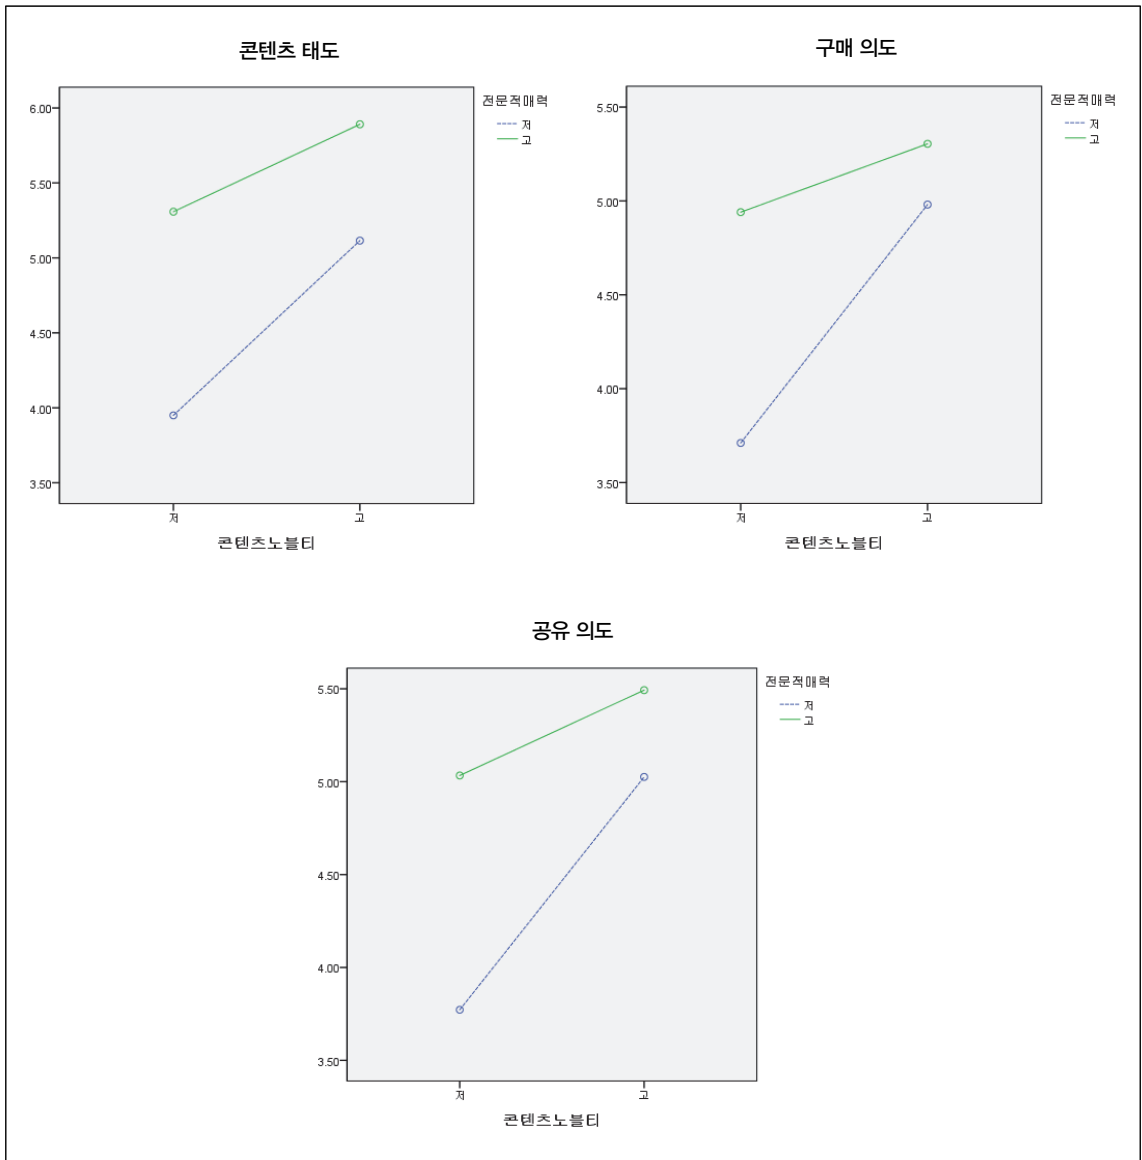 콘텐츠 태도
6.00
5.50
5.00
4.50
4.00
3.50
저
고
콘텐츠노블티
전문적매력
저
고
구매 의도
5.50
5.00
4.50
4.00
3.50
저
고
콘텐츠노블티
전문적매력
저
고
공유 의도
5.50
5.00
4.50
4.00
3.50
저
고
콘텐츠노블티
전문적매력
저
고